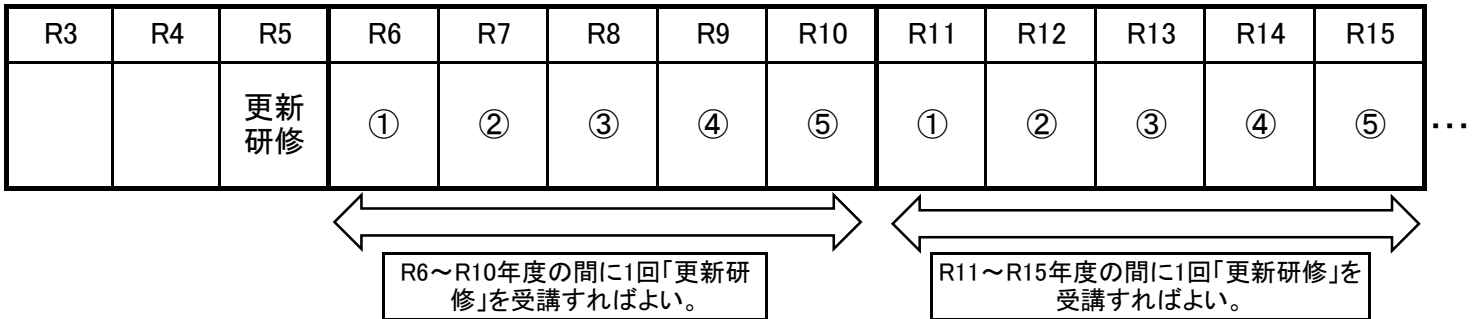 R3 R4 R5 R6 R7 R8 R9 R10 R11 R12 R13 R14 R15
更新
研修 ① ② ③ ④ ⑤ ① ② ③ ④ ⑤ …
R6～R10年度の間に1回「更新研
修」を受講すればよい。
R11～R15年度の間に1回「更新研修」を
受講すればよい。